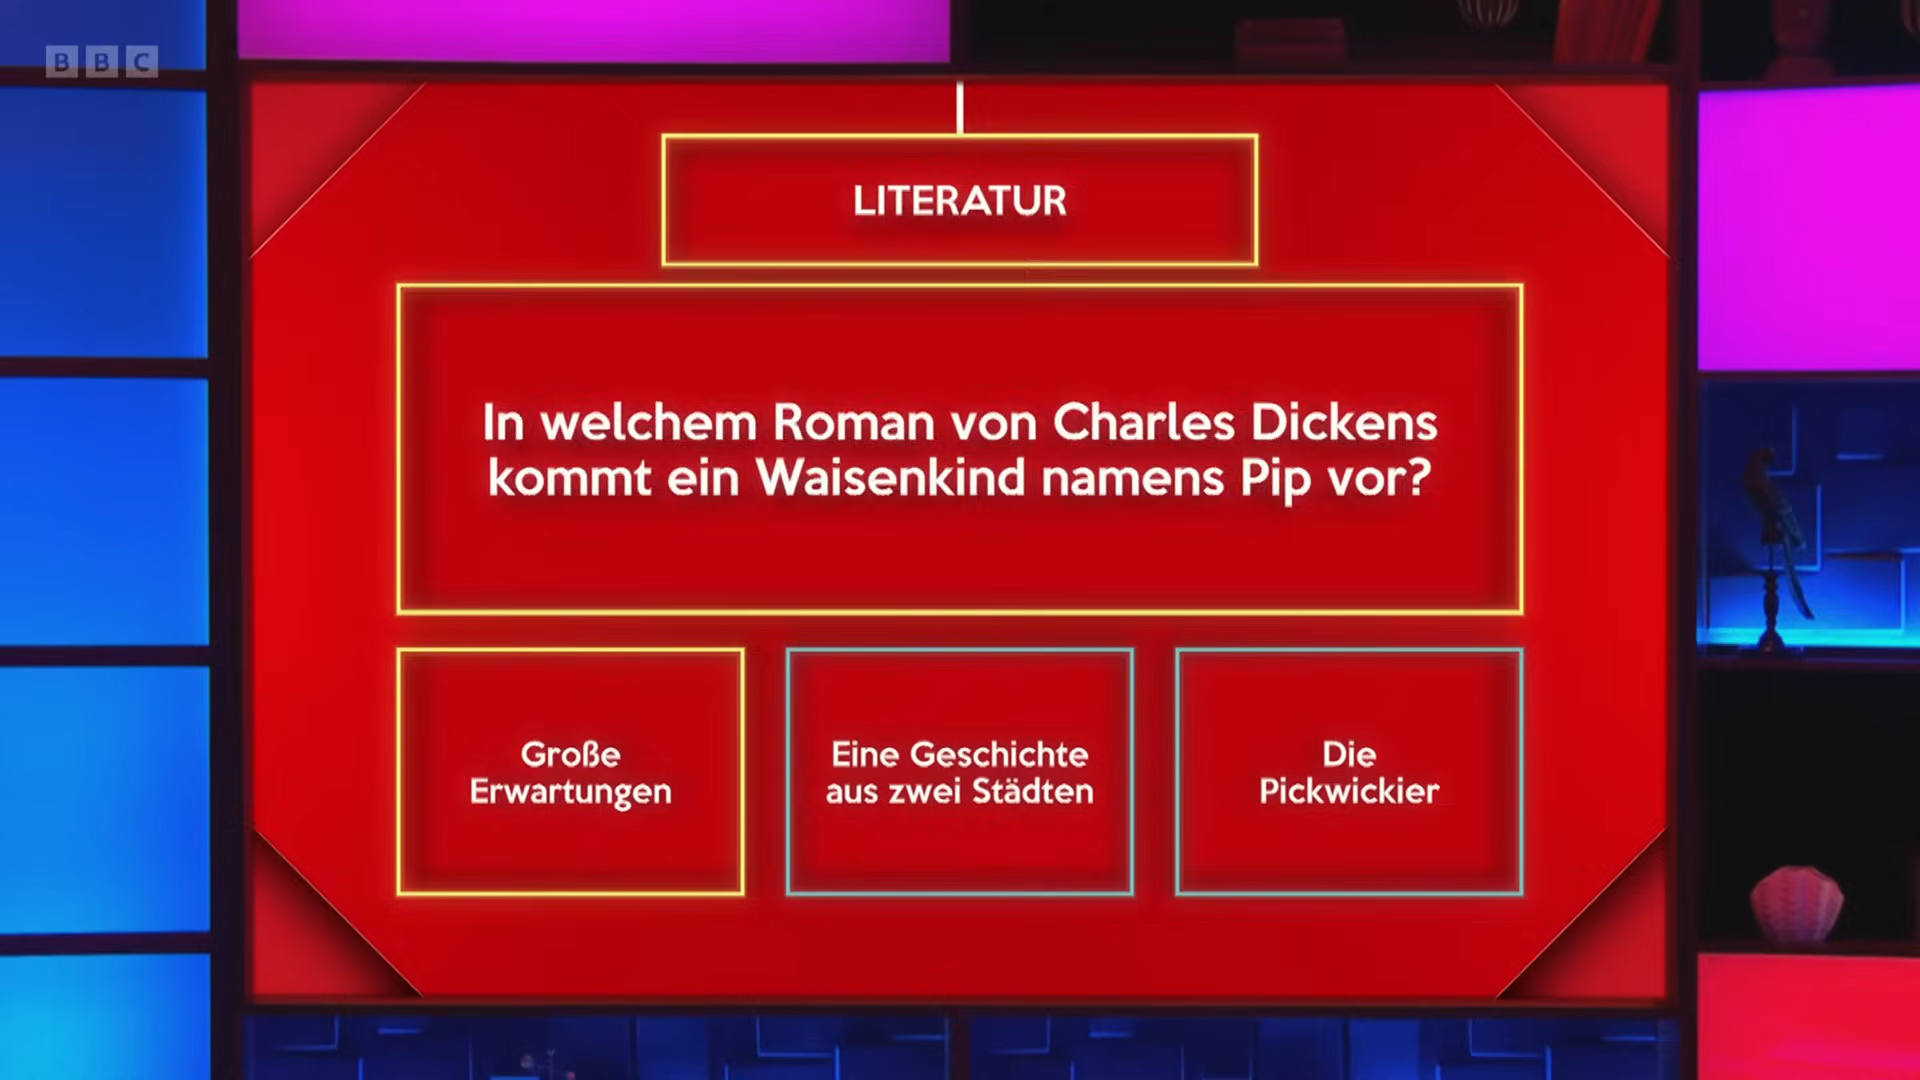 BBC
LITERATUR
In welchem Roman von Charles Dickens
kommt ein Waisenkind namens Pip vor?
Große
Erwartungen
Eine Geschichte
aus zwei Städten
Die
Pickwickier